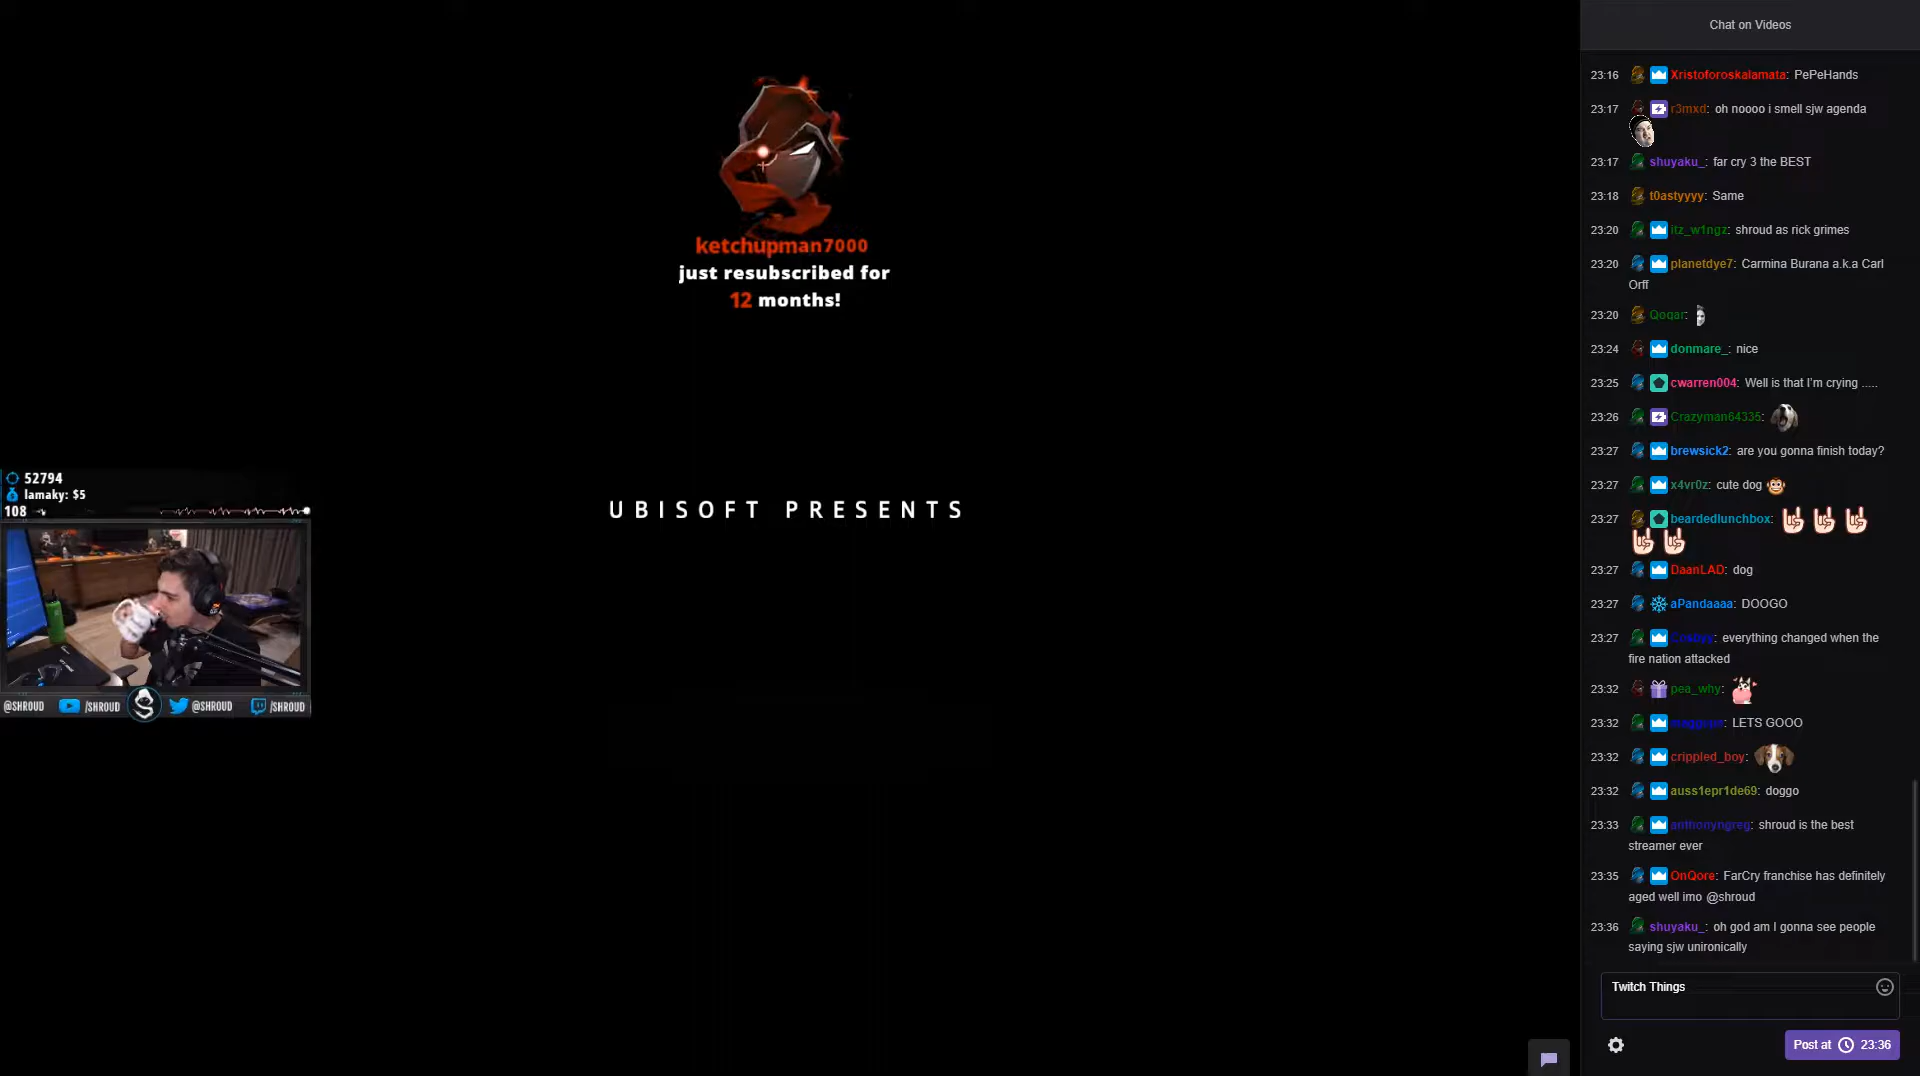 ketchupman7000
just resubscribed for
12 months!
UBISOFT PRESENTS
52794
lamaky: $5
108
@SHROUD /SHROUD @SHROUD /SHROUD
Chat on Videos
23:16 Xristoforoskalamata: PePeHands
23:17 r3mxd: oh noooo i smell sjw agenda
23:17 shuyaku_: far cry 3 the BEST
23:18 t0astyyyy: Same
23:20 itz_w1ngz: shroud as rick grimes
23:20 planetdye7: Carmina Burana a.k.a Carl
Orff
23:20 Qoqar:
23:24 donmare_: nice
23:25 cwarren004: Well is that I'm crying .....
23:26 Crazyman64335:
23:27 brewsick2: are you gonna finish today?
23:27 x4vr0z: cute dog
23:27 beardedlunchbox:
23:27 DaanLAD: dog
23:27 aPandaaaa: DOOGO
23:27 everything changed when the
fire nation attacked
23:32 pea_why:
23:32 LETS GOOO
23:32 crippled_boy:
23:32 auss1epr1de69: doggo
23:33 anthonyngreg: shroud is the best
streamer ever
23:35 OnQore: FarCry franchise has definitely
aged well imo @shroud
23:36 shuyaku_: oh god am I gonna see people
saying sjw unironically
Twitch Things
Post at 23:36